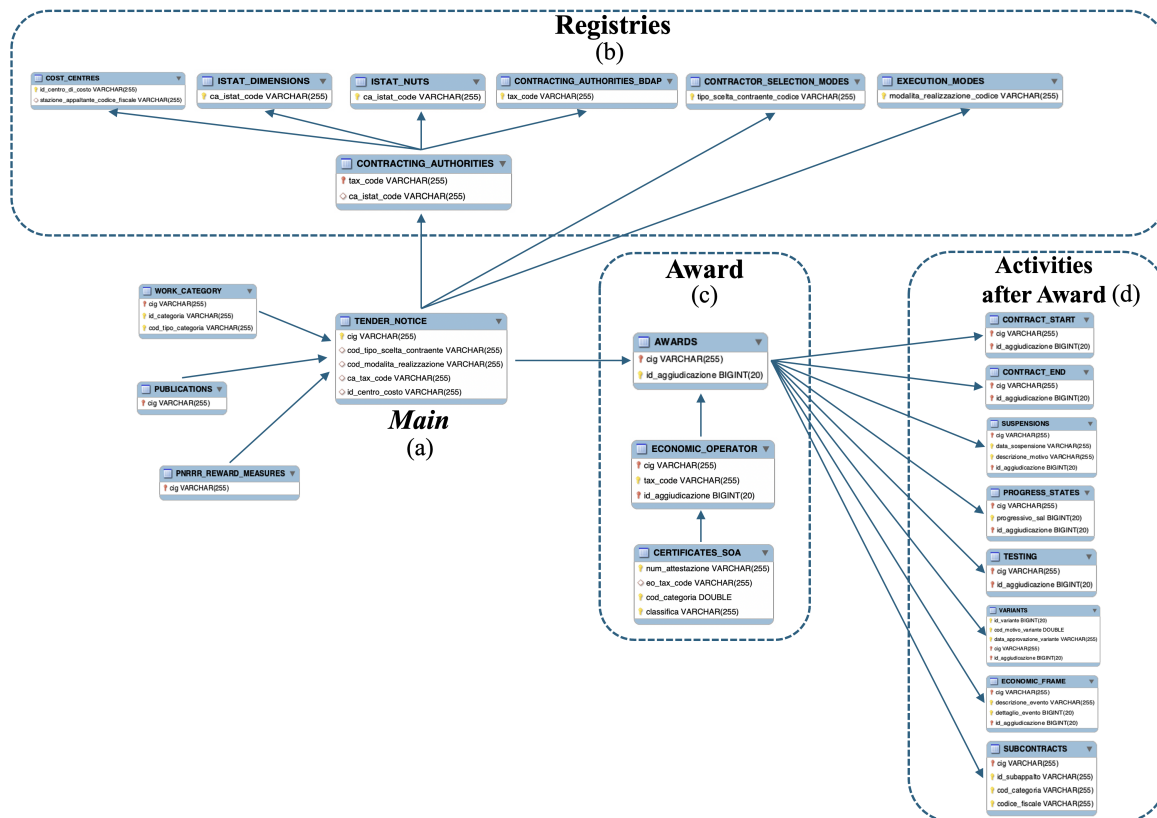 Registries
(b)
COST_CENTRES
id_centro_di_costo VARCHAR(255)
stazione_appaltante_codice_fiscale VARCHAR(255)
ISTAT_DIMENSIONS
ca_istat_code VARCHAR(255)
ISTAT_NUTS
ca_istat_code VARCHAR(255)
CONTRACTING_AUTHORITIES_BDAP
tax_code VARCHAR(255)
CONTRACTOR_SELECTION_MODES
tipo_scelta_contraente_codice VARCHAR(255)
EXECUTION_MODES
modalita_realizzazione_codice VARCHAR(255)
CONTRACTING_AUTHORITIES
tax_code VARCHAR(255)
ca_istat_code VARCHAR(255)
WORK_CATEGORY
cig VARCHAR(255)
id_categoria VARCHAR(255)
cod_tipo_categoria VARCHAR(255)
PUBLICATIONS
cig VARCHAR(255)
PNRRR_REWARD_MEASURES
cig VARCHAR(255)
TENDER_NOTICE
cig VARCHAR(255)
cod_tipo_scelta_contraente VARCHAR(255)
cod_modalita_realizzazione VARCHAR(255)
ca_tax_code VARCHAR(255)
id_centro_costo VARCHAR(255)
Main
(a)
Award
(c)
AWARDS
cig VARCHAR(255)
id_aggiudicazione BIGINT(20)
ECONOMIC_OPERATOR
cig VARCHAR(255)
tax_code VARCHAR(255)
id_aggiudicazione BIGINT(20)
CERTIFICATES_SOA
num_attestazione VARCHAR(255)
eo_tax_code VARCHAR(255)
cod_categoria DOUBLE
classifica VARCHAR(255)
Activities
after Award (d)
CONTRACT_START
cig VARCHAR(255)
id_aggiudicazione BIGINT(20)
CONTRACT_END
cig VARCHAR(255)
id_aggiudicazione BIGINT(20)
SUSPENSIONS
cig VARCHAR(255)
data_sospensione VARCHAR(255)
descrizione_motivo VARCHAR(255)
id_aggiudicazione BIGINT(20)
PROGRESS_STATES
cig VARCHAR(255)
progressivo_sal BIGINT(20)
id_aggiudicazione BIGINT(20)
TESTING
cig VARCHAR(255)
id_aggiudicazione BIGINT(20)
VARIANTS
id_variante BIGINT(20)
cod_motivo_variante DOUBLE
data_approvazione_variante VARCHAR(255)
cig VARCHAR(255)
id_aggiudicazione BIGINT(20)
ECONOMIC_FRAME
cig VARCHAR(255)
descrizione_evento VARCHAR(255)
dettaglio_evento BIGINT(20)
id_aggiudicazione BIGINT(20)
SUBCONTRACTS
cig VARCHAR(255)
id_subappalto VARCHAR(255)
cod_categoria VARCHAR(255)
codice_fiscale VARCHAR(255)